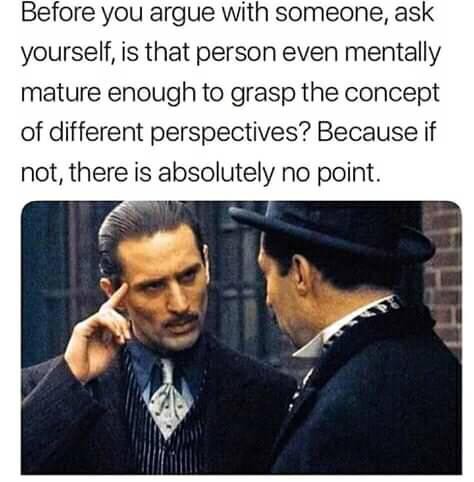 Before you argue with someone, ask
yourself, is that person even mentally
mature enough to grasp the concept
of different perspectives? Because if
not, there is absolutely no point.